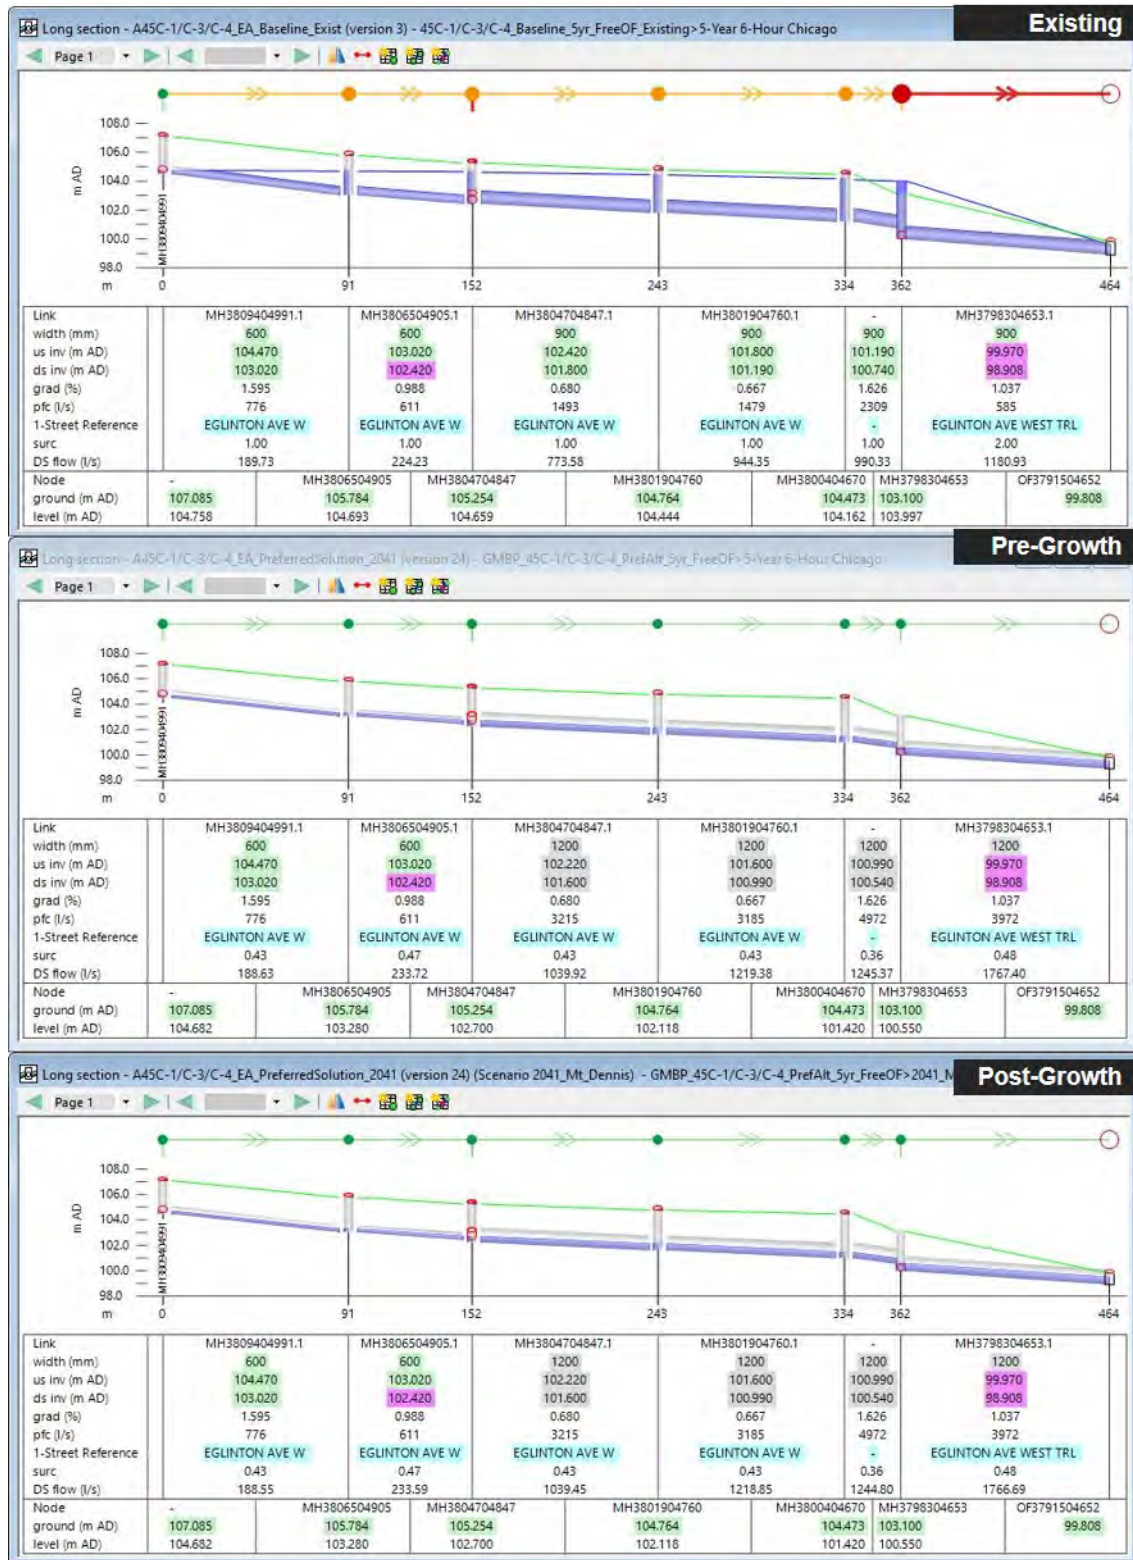 Existing
Long section - A45C-1/C-3/C-4_EA_Baseline_Exist (version 3) - 45C-1/C-3/C-4_Baseline_5yr_FreeOF_Existing>5-Year 6-Hour Chicago
Page 1
108.0
106.0
104.0
102.0
100.0
98.0
m AD
MH3809404991
m 0 91 152 243 334 362 464
Link MH3809404991.1 MH3806504905.1 MH3804704847.1 MH3801904760.1 - MH3798304653.1
width (mm) 600 600 900 900 900 900
us inv (m AD) 104.470 103.020 102.420 101.800 101.190 99.970
ds inv (m AD) 103.020 102.420 101.800 101.190 100.740 98.908
grad (%) 1.595 0.988 0.680 0.667 1.626 1.037
pfc (l/s) 776 611 1493 1479 2309 585
1-Street Reference EGLINTON AVE W EGLINTON AVE W EGLINTON AVE W EGLINTON AVE W - EGLINTON AVE WEST TRL
surc 1.00 1.00 1.00 1.00 1.00 2.00
DS flow (l/s) 189.73 224.23 773.58 944.35 990.33 1180.93
Node - MH3806504905 MH3804704847 MH3801904760 MH3800404670 MH3798304653 OF3791504652
ground (m AD) 107.085 105.784 105.254 104.764 104.473 103.100 99.808
level (m AD) 104.758 104.693 104.659 104.444 104.162 103.997
Pre-Growth
Long section - A45C-1/C-3/C-4_EA_PreferredSolution_2041 (version 24) - GMBP_45C-1/C-3/C-4_PrefAlt_5yr_FreeOF>5-Year 6-Hour Chicago
Page 1
108.0
106.0
104.0
102.0
100.0
98.0
m AD
MH3809404991
m 0 91 152 243 334 362 464
Link MH3809404991.1 MH3806504905.1 MH3804704847.1 MH3801904760.1 - MH3798304653.1
width (mm) 600 600 1200 1200 1200 1200
us inv (m AD) 104.470 103.020 102.220 101.600 100.990 99.970
ds inv (m AD) 103.020 102.420 101.600 100.990 100.540 98.908
grad (%) 1.595 0.988 0.680 0.667 1.626 1.037
pfc (l/s) 776 611 3215 3185 4972 3972
1-Street Reference EGLINTON AVE W EGLINTON AVE W EGLINTON AVE W EGLINTON AVE W - EGLINTON AVE WEST TRL
surc 0.43 0.47 0.43 0.43 0.36 0.48
DS flow (l/s) 188.63 233.72 1039.92 1219.38 1245.37 1767.40
Node - MH3806504905 MH3804704847 MH3801904760 MH3800404670 MH3798304653 OF3791504652
ground (m AD) 107.085 105.784 105.254 104.764 104.473 103.100 99.808
level (m AD) 104.682 103.280 102.700 102.118 101.420 100.550
Post-Growth
Long section - A45C-1/C-3/C-4_EA_PreferredSolution_2041 (version 24) (Scenario 2041_Mt_Dennis) - GMBP_45C-1/C-3/C-4_PrefAlt_5yr_FreeOF>2041_M
Page 1
108.0
106.0
104.0
102.0
100.0
98.0
m AD
MH3809404991
m 0 91 152 243 334 362 464
Link MH3809404991.1 MH3806504905.1 MH3804704847.1 MH3801904760.1 - MH3798304653.1
width (mm) 600 600 1200 1200 1200 1200
us inv (m AD) 104.470 103.020 102.220 101.600 100.990 99.970
ds inv (m AD) 103.020 102.420 101.600 100.990 100.540 98.908
grad (%) 1.595 0.988 0.680 0.667 1.626 1.037
pfc (l/s) 776 611 3215 3185 4972 3972
1-Street Reference EGLINTON AVE W EGLINTON AVE W EGLINTON AVE W EGLINTON AVE W - EGLINTON AVE WEST TRL
surc 0.43 0.47 0.43 0.43 0.36 0.48
DS flow (l/s) 188.55 233.59 1039.45 1218.85 1244.80 1766.69
Node - MH3806504905 MH3804704847 MH3801904760 MH3800404670 MH3798304653 OF3791504652
ground (m AD) 107.085 105.784 105.254 104.764 104.473 103.100 99.808
level (m AD) 104.682 103.280 102.700 102.118 101.420 100.550